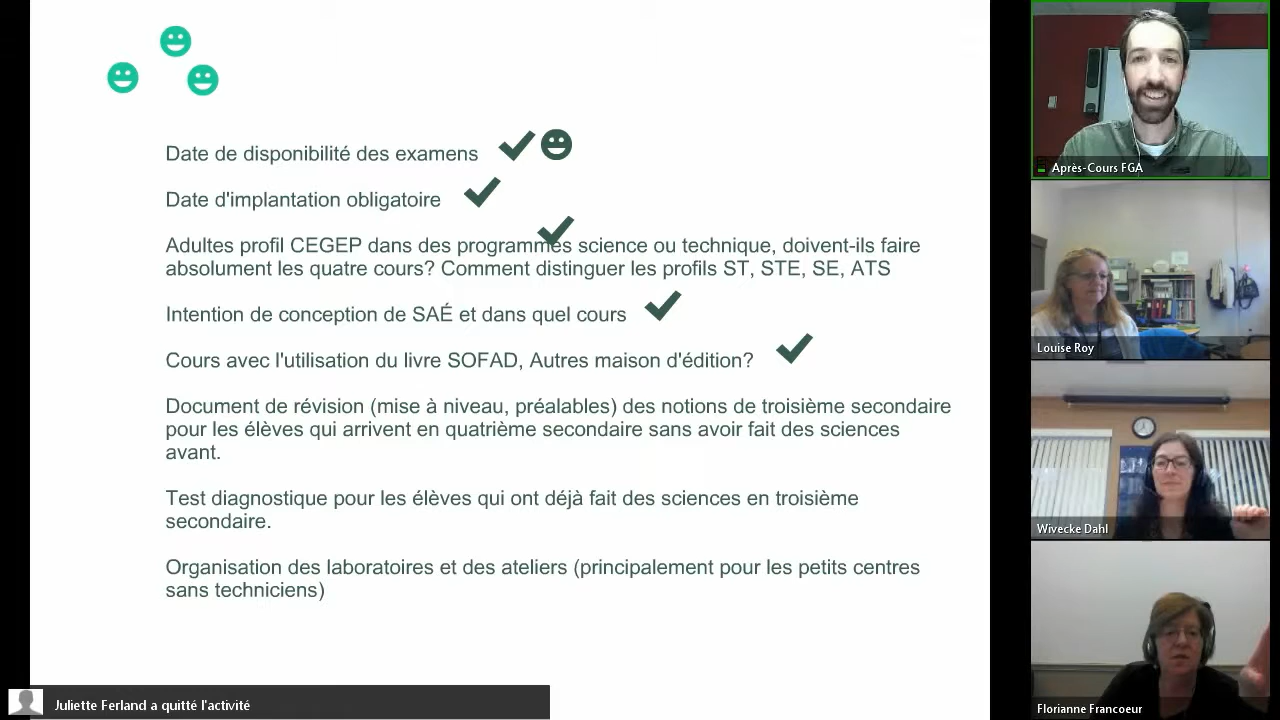 Date de disponibilité des examens
Date d'implantation obligatoire
Adultes profil CEGEP dans des programmes science ou technique, doivent-ils faire
absolument les quatre cours? Comment distinguer les profils ST, STE, SE, ATS
Intention de conception de SAÉ et dans quel cours
Cours avec l'utilisation du livre SOFAD, Autres maison d'édition?
Document de révision (mise à niveau, préalables) des notions de troisième secondaire
pour les élèves qui arrivent en quatrième secondaire sans avoir fait des sciences
avant.
Test diagnostique pour les élèves qui ont déjà fait des sciences en troisième
secondaire.
Organisation des laboratoires et des ateliers (principalement pour les petits centres
sans techniciens)
Juliette Ferland a quitté l'activité
Après-Cours FGA
Louise Roy
Wivecke Dahl
Florianne Francoeur